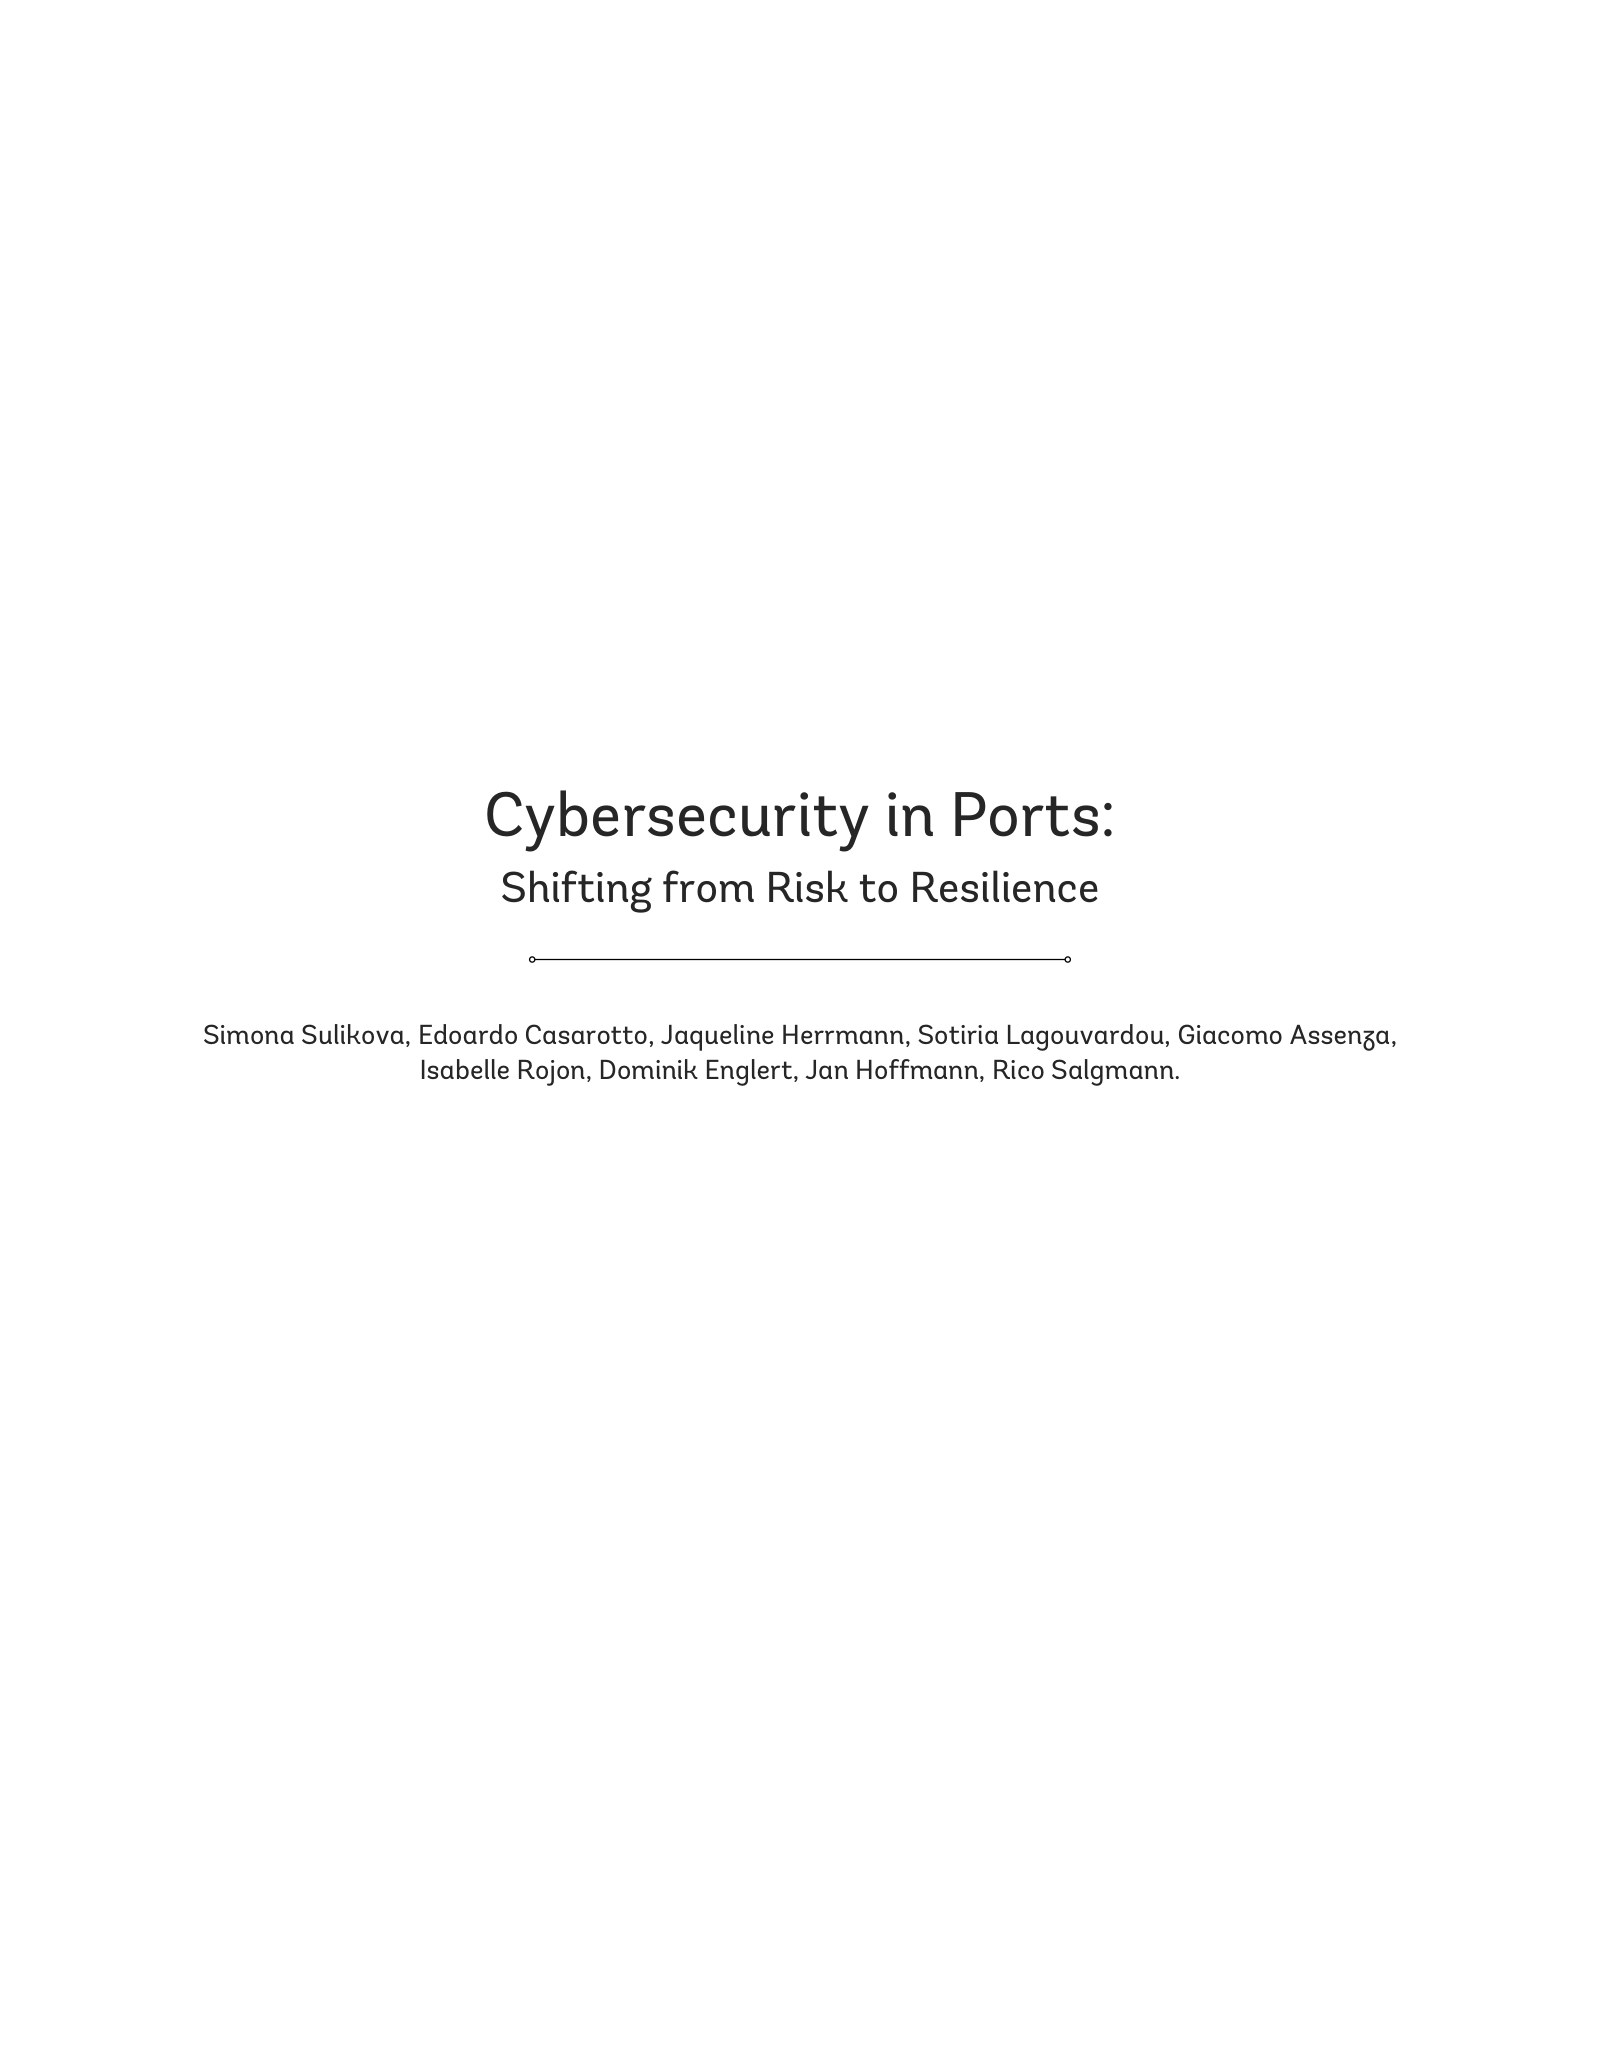 Cybersecurity in Ports:
Shifting from Risk to Resilience
Simona Sulikova, Edoardo Casarotto, Jaqueline Herrmann, Sotiria Lagouvardou, Giacomo Assenza,
Isabelle Rojon, Dominik Englert, Jan Hoffmann, Rico Salgmann.